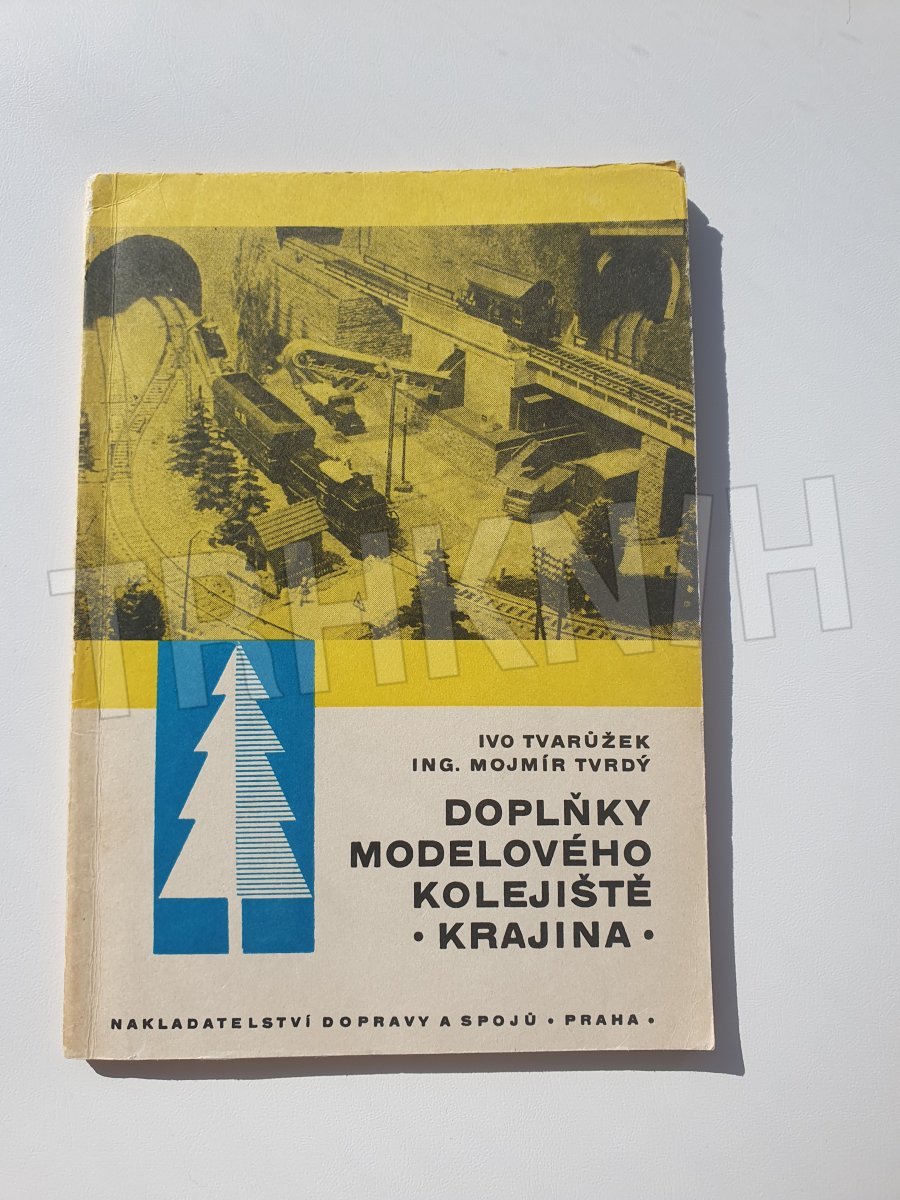 TRHKNIH
IVO TVARŮŽEK
ING. MOJMÍR TVRDÝ
DOPLŇKY
MODELOVÉHO
KOLEJIŠTĚ
• KRAJINA •
NAKLADATELSTVÍ DOPRAVY A SPOJŮ • PRAHA •